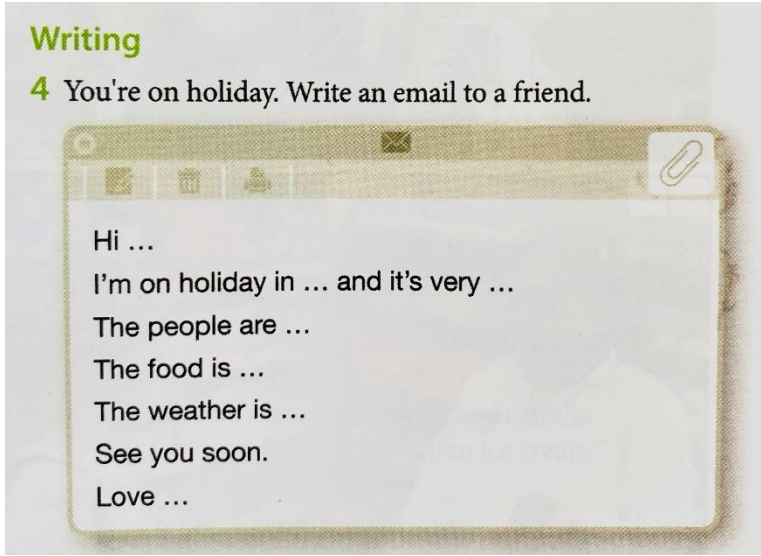 Writing
4 You're on holiday. Write an email to a friend.
Hi ...
I'm on holiday in ... and it's very ...
The people are ...
The food is ...
The weather is ...
See you soon.
Love ...